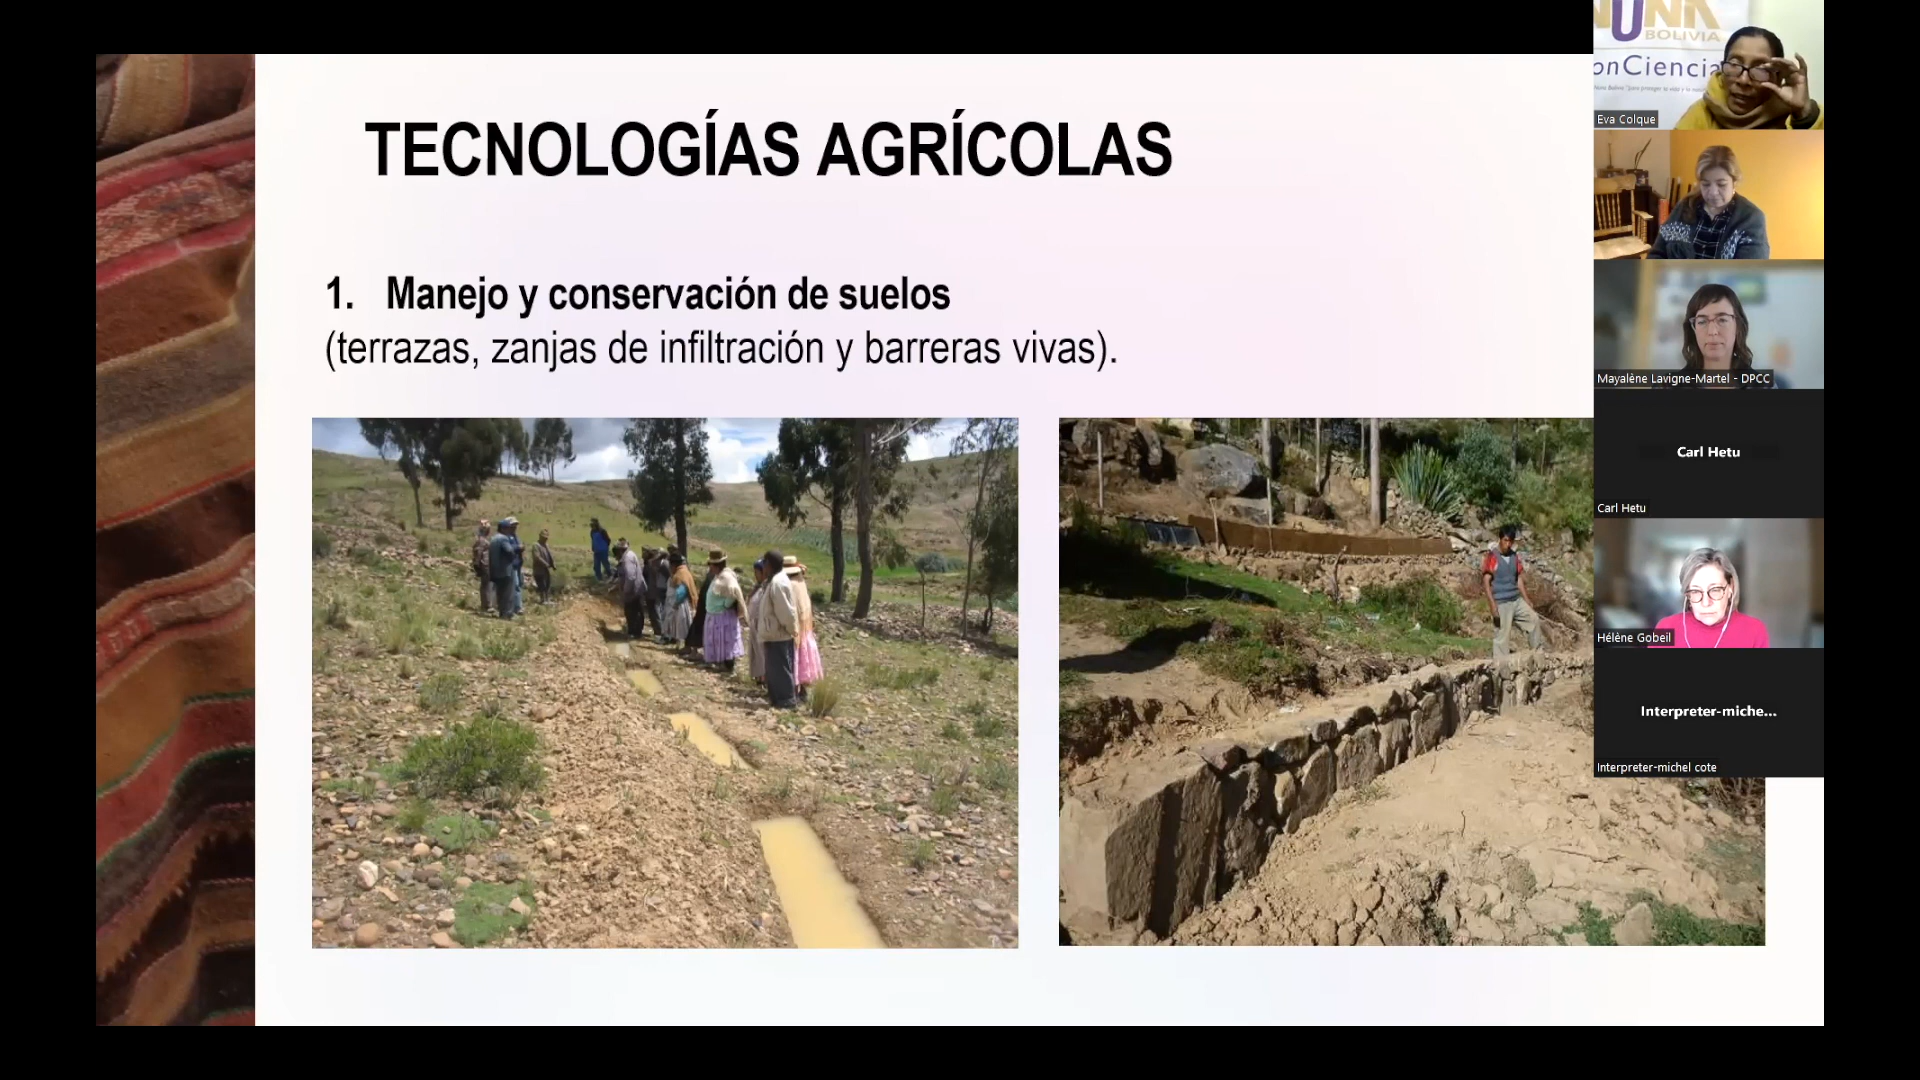 TECNOLOGÍAS AGRÍCOLAS
1. Manejo y conservación de suelos
(terrazas, zanjas de infiltración y barreras vivas).
BOLIVIA
onCiencia
Eva Colque
Mayalène Lavigne-Martel - DPCC
Carl Hetu
Carl Hetu
Hélène Gobeil
Interpreter-miche...
Interpreter-michel cote